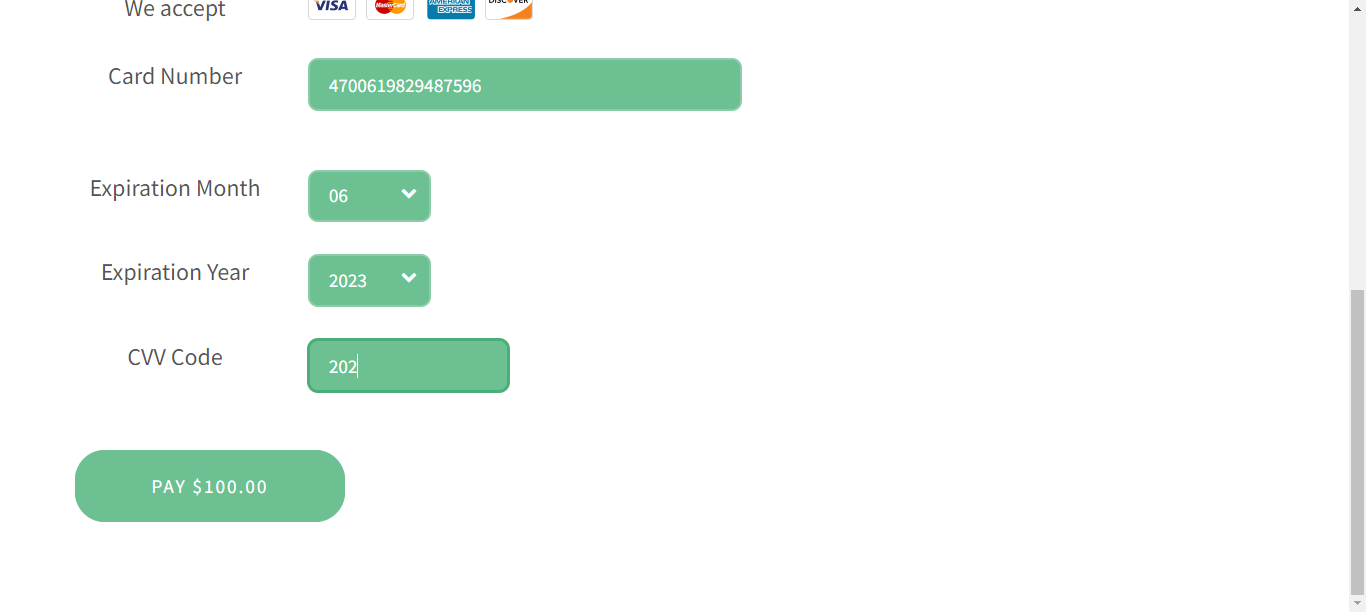 We accept VISA MasterCard AMERICAN EXPRESS DISCOVER
Card Number 4700619829487596
Expiration Month 06
Expiration Year 2023
CVV Code 202
PAY $100.00